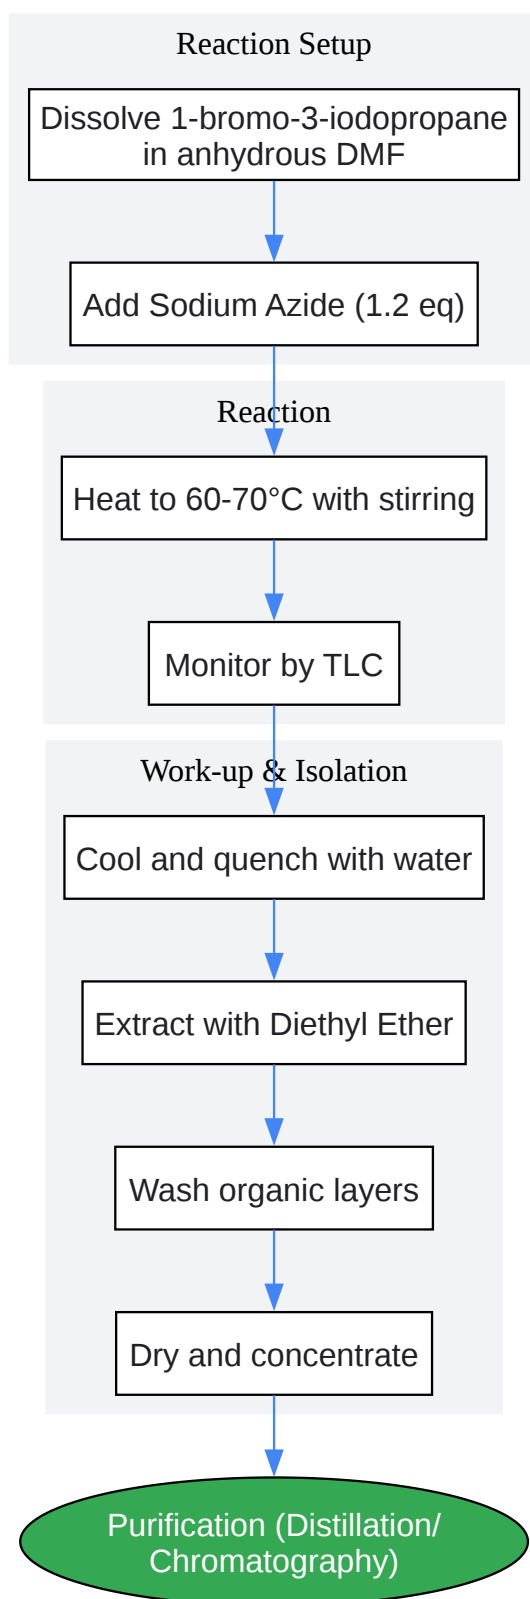 Reaction Setup
Dissolve 1-bromo-3-iodopropane
in anhydrous DMF
Add Sodium Azide (1.2 eq)
Reaction
Heat to 60-70°C with stirring
Monitor by TLC
Work-up & Isolation
Cool and quench with water
Extract with Diethyl Ether
Wash organic layers
Dry and concentrate
Purification (Distillation/
Chromatography)